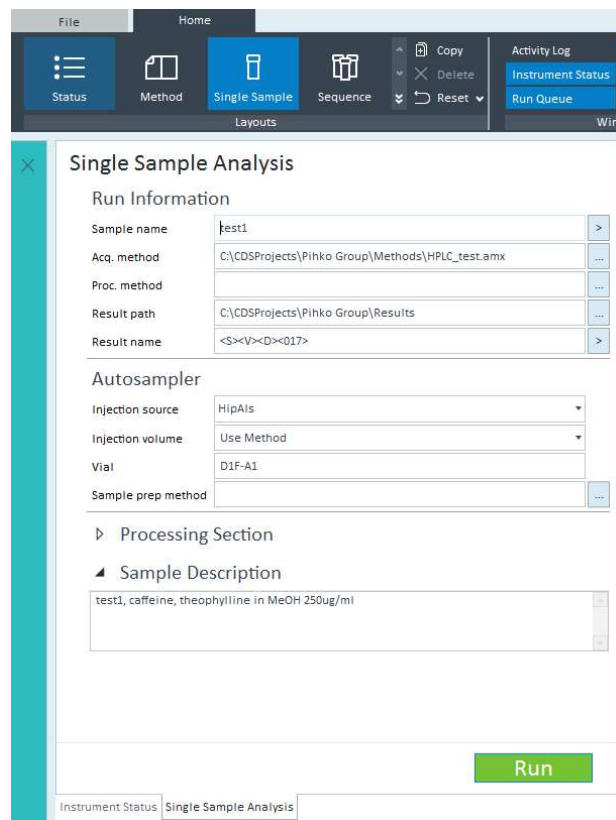 File Home
Copy Activity Log
Delete Instrument Status
Status Method Single Sample Sequence Reset Run Queue
Layouts Wir
Single Sample Analysis
Run Information
Sample name test1 >
Acq. method C:\CDSProjects\Pihko Group\Methods\HPLC_test.amx ...
Proc. method ...
Result path C:\CDSProjects\Pihko Group\Results ...
Result name <S><V><D><017> >
Autosampler
Injection source HipAls
Injection volume Use Method
Vial D1F-A1
Sample prep method ...
Processing Section
Sample Description
test1, caffeine, theophylline in MeOH 250ug/ml
Run
Instrument Status Single Sample Analysis